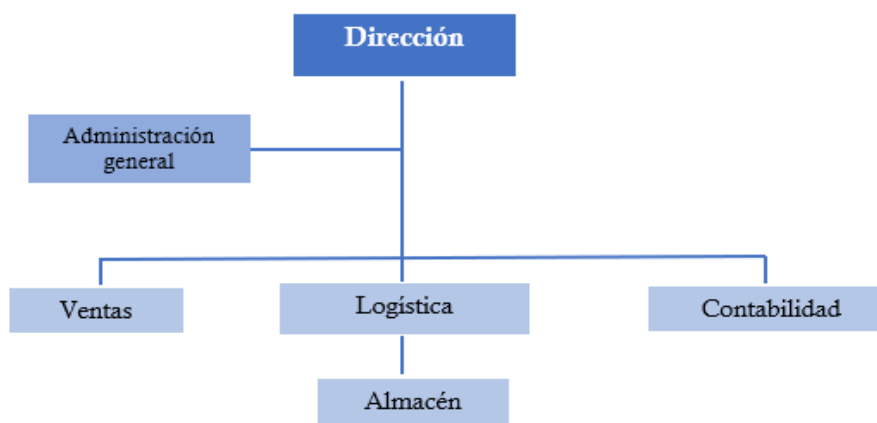 Dirección
Administración
general
Ventas
Logística
Contabilidad
Almacén